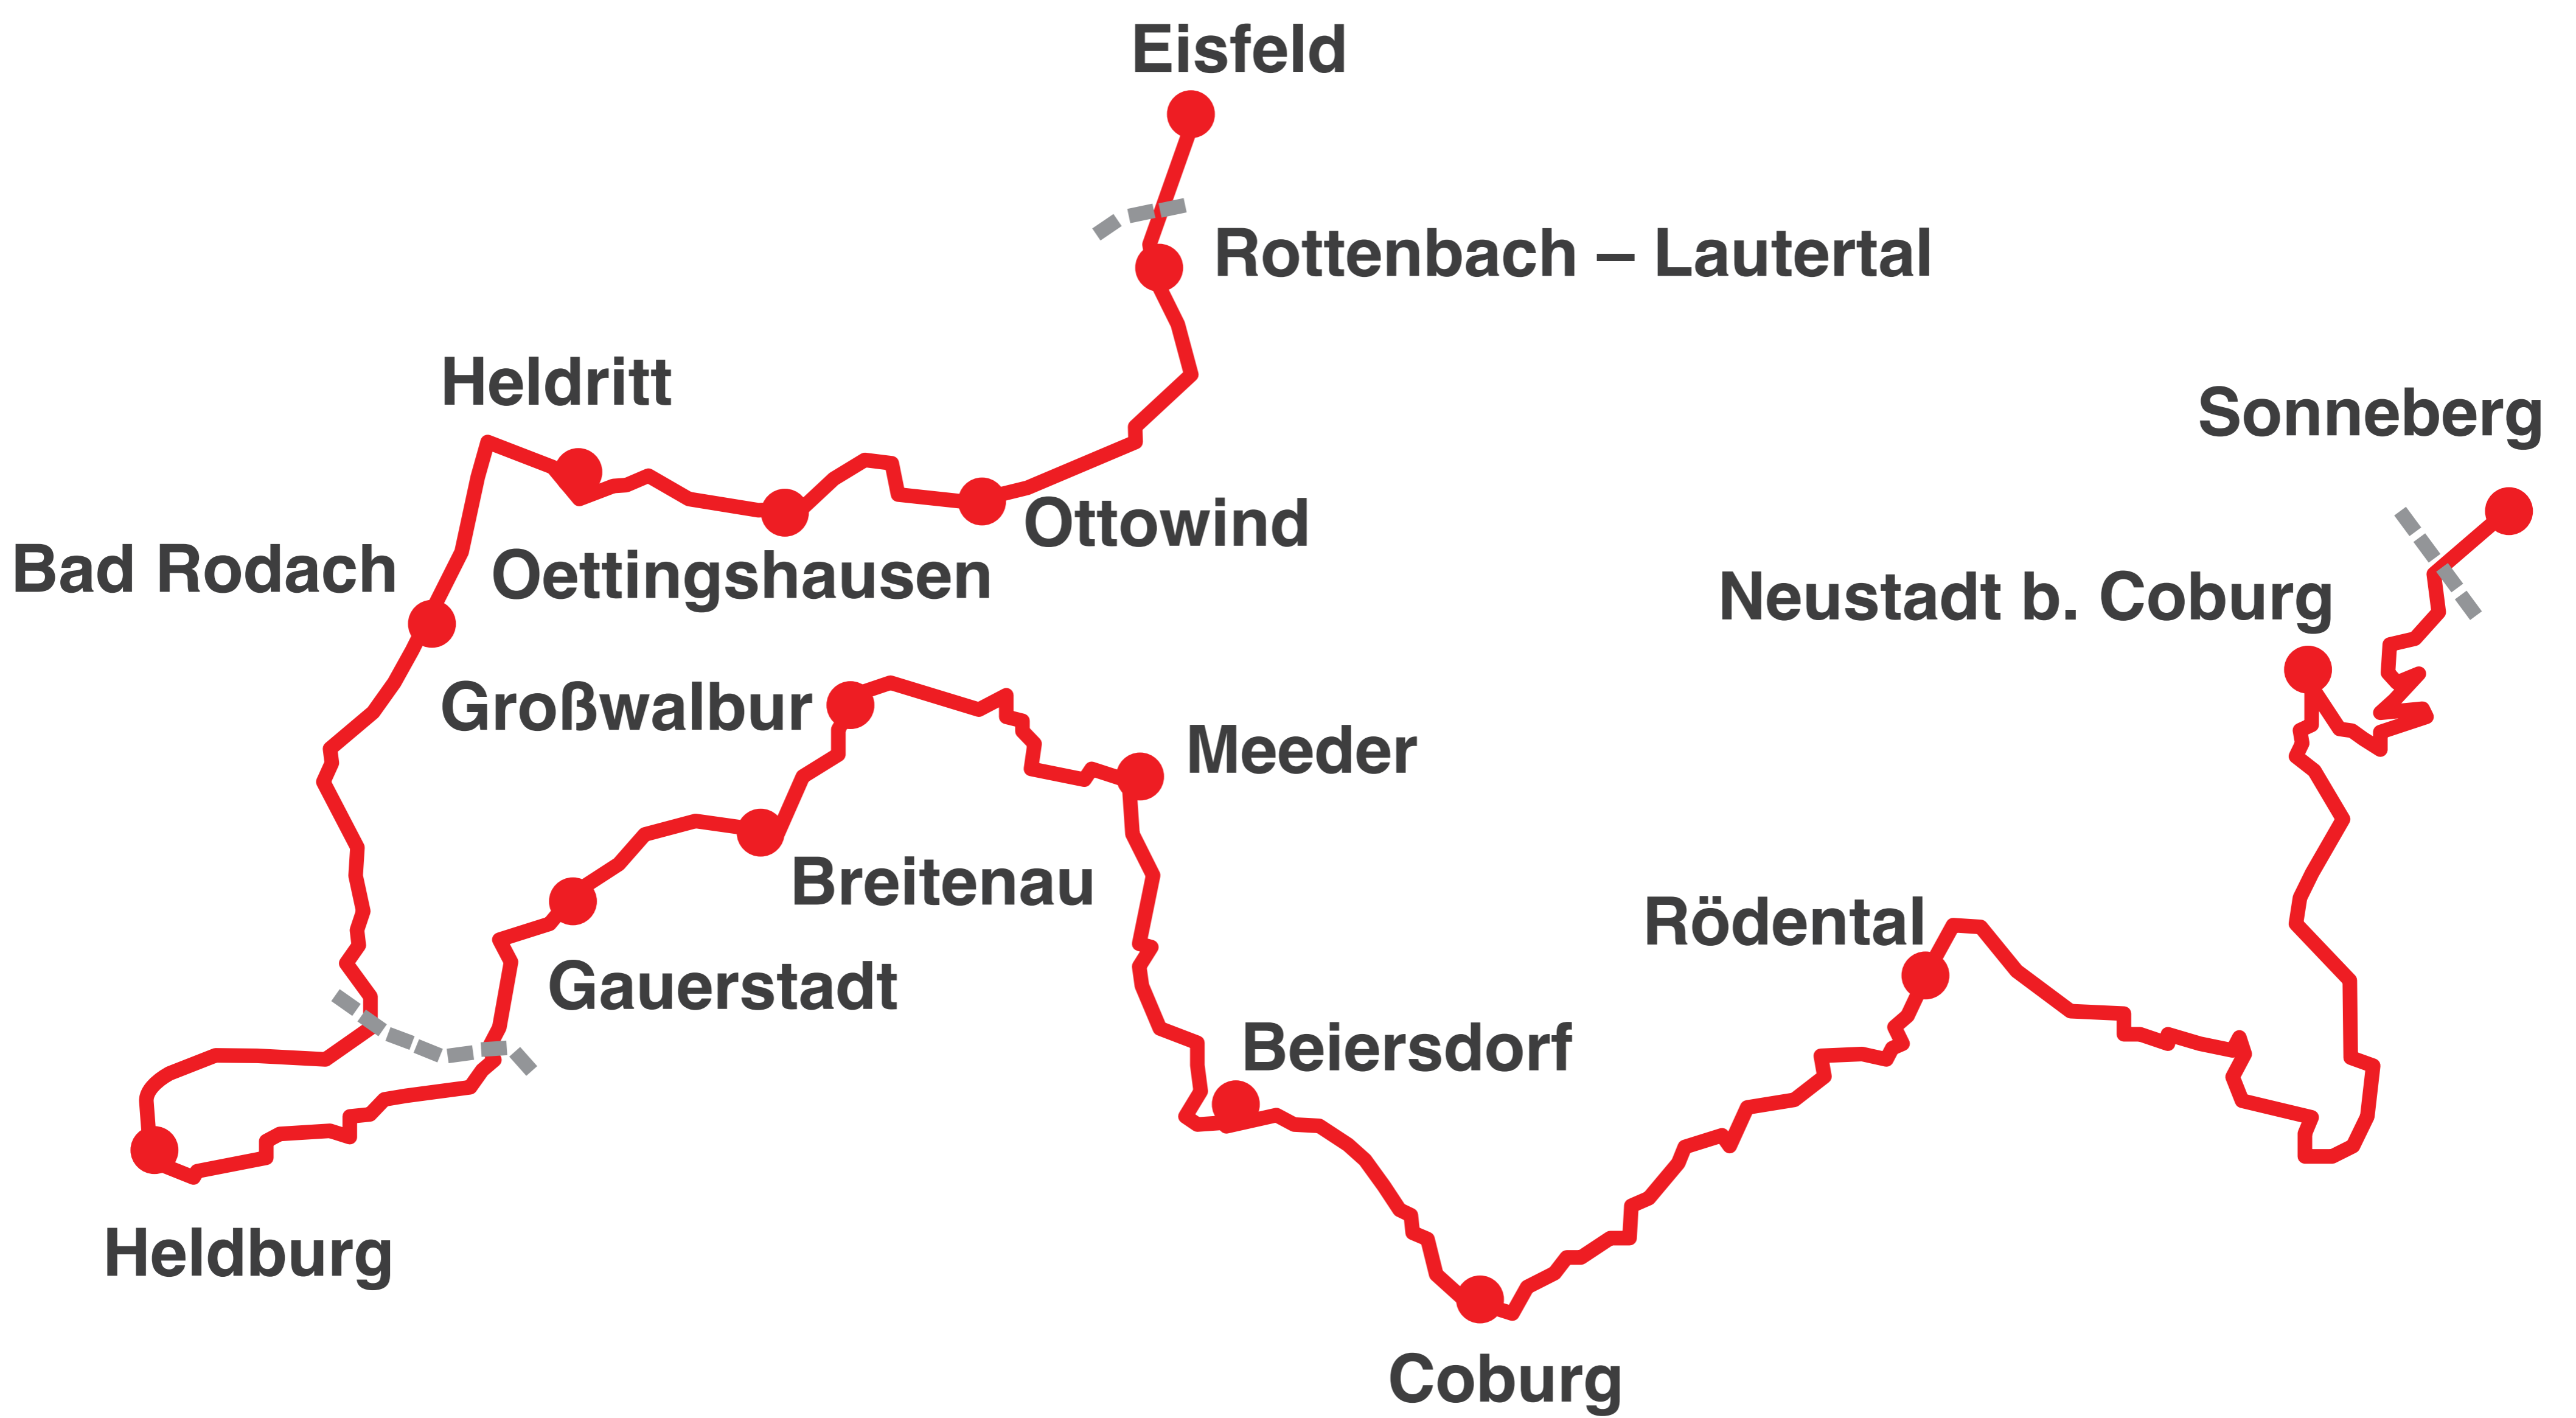 Eisfeld
Rottenbach – Lautertal
Heldritt
Sonneberg
Ottowind
Bad Rodach
Oettingshausen
Neustadt b. Coburg
Großwalbur
Meeder
Breitenau
Rödental
Gauerstadt
Beiersdorf
Heldburg
Coburg